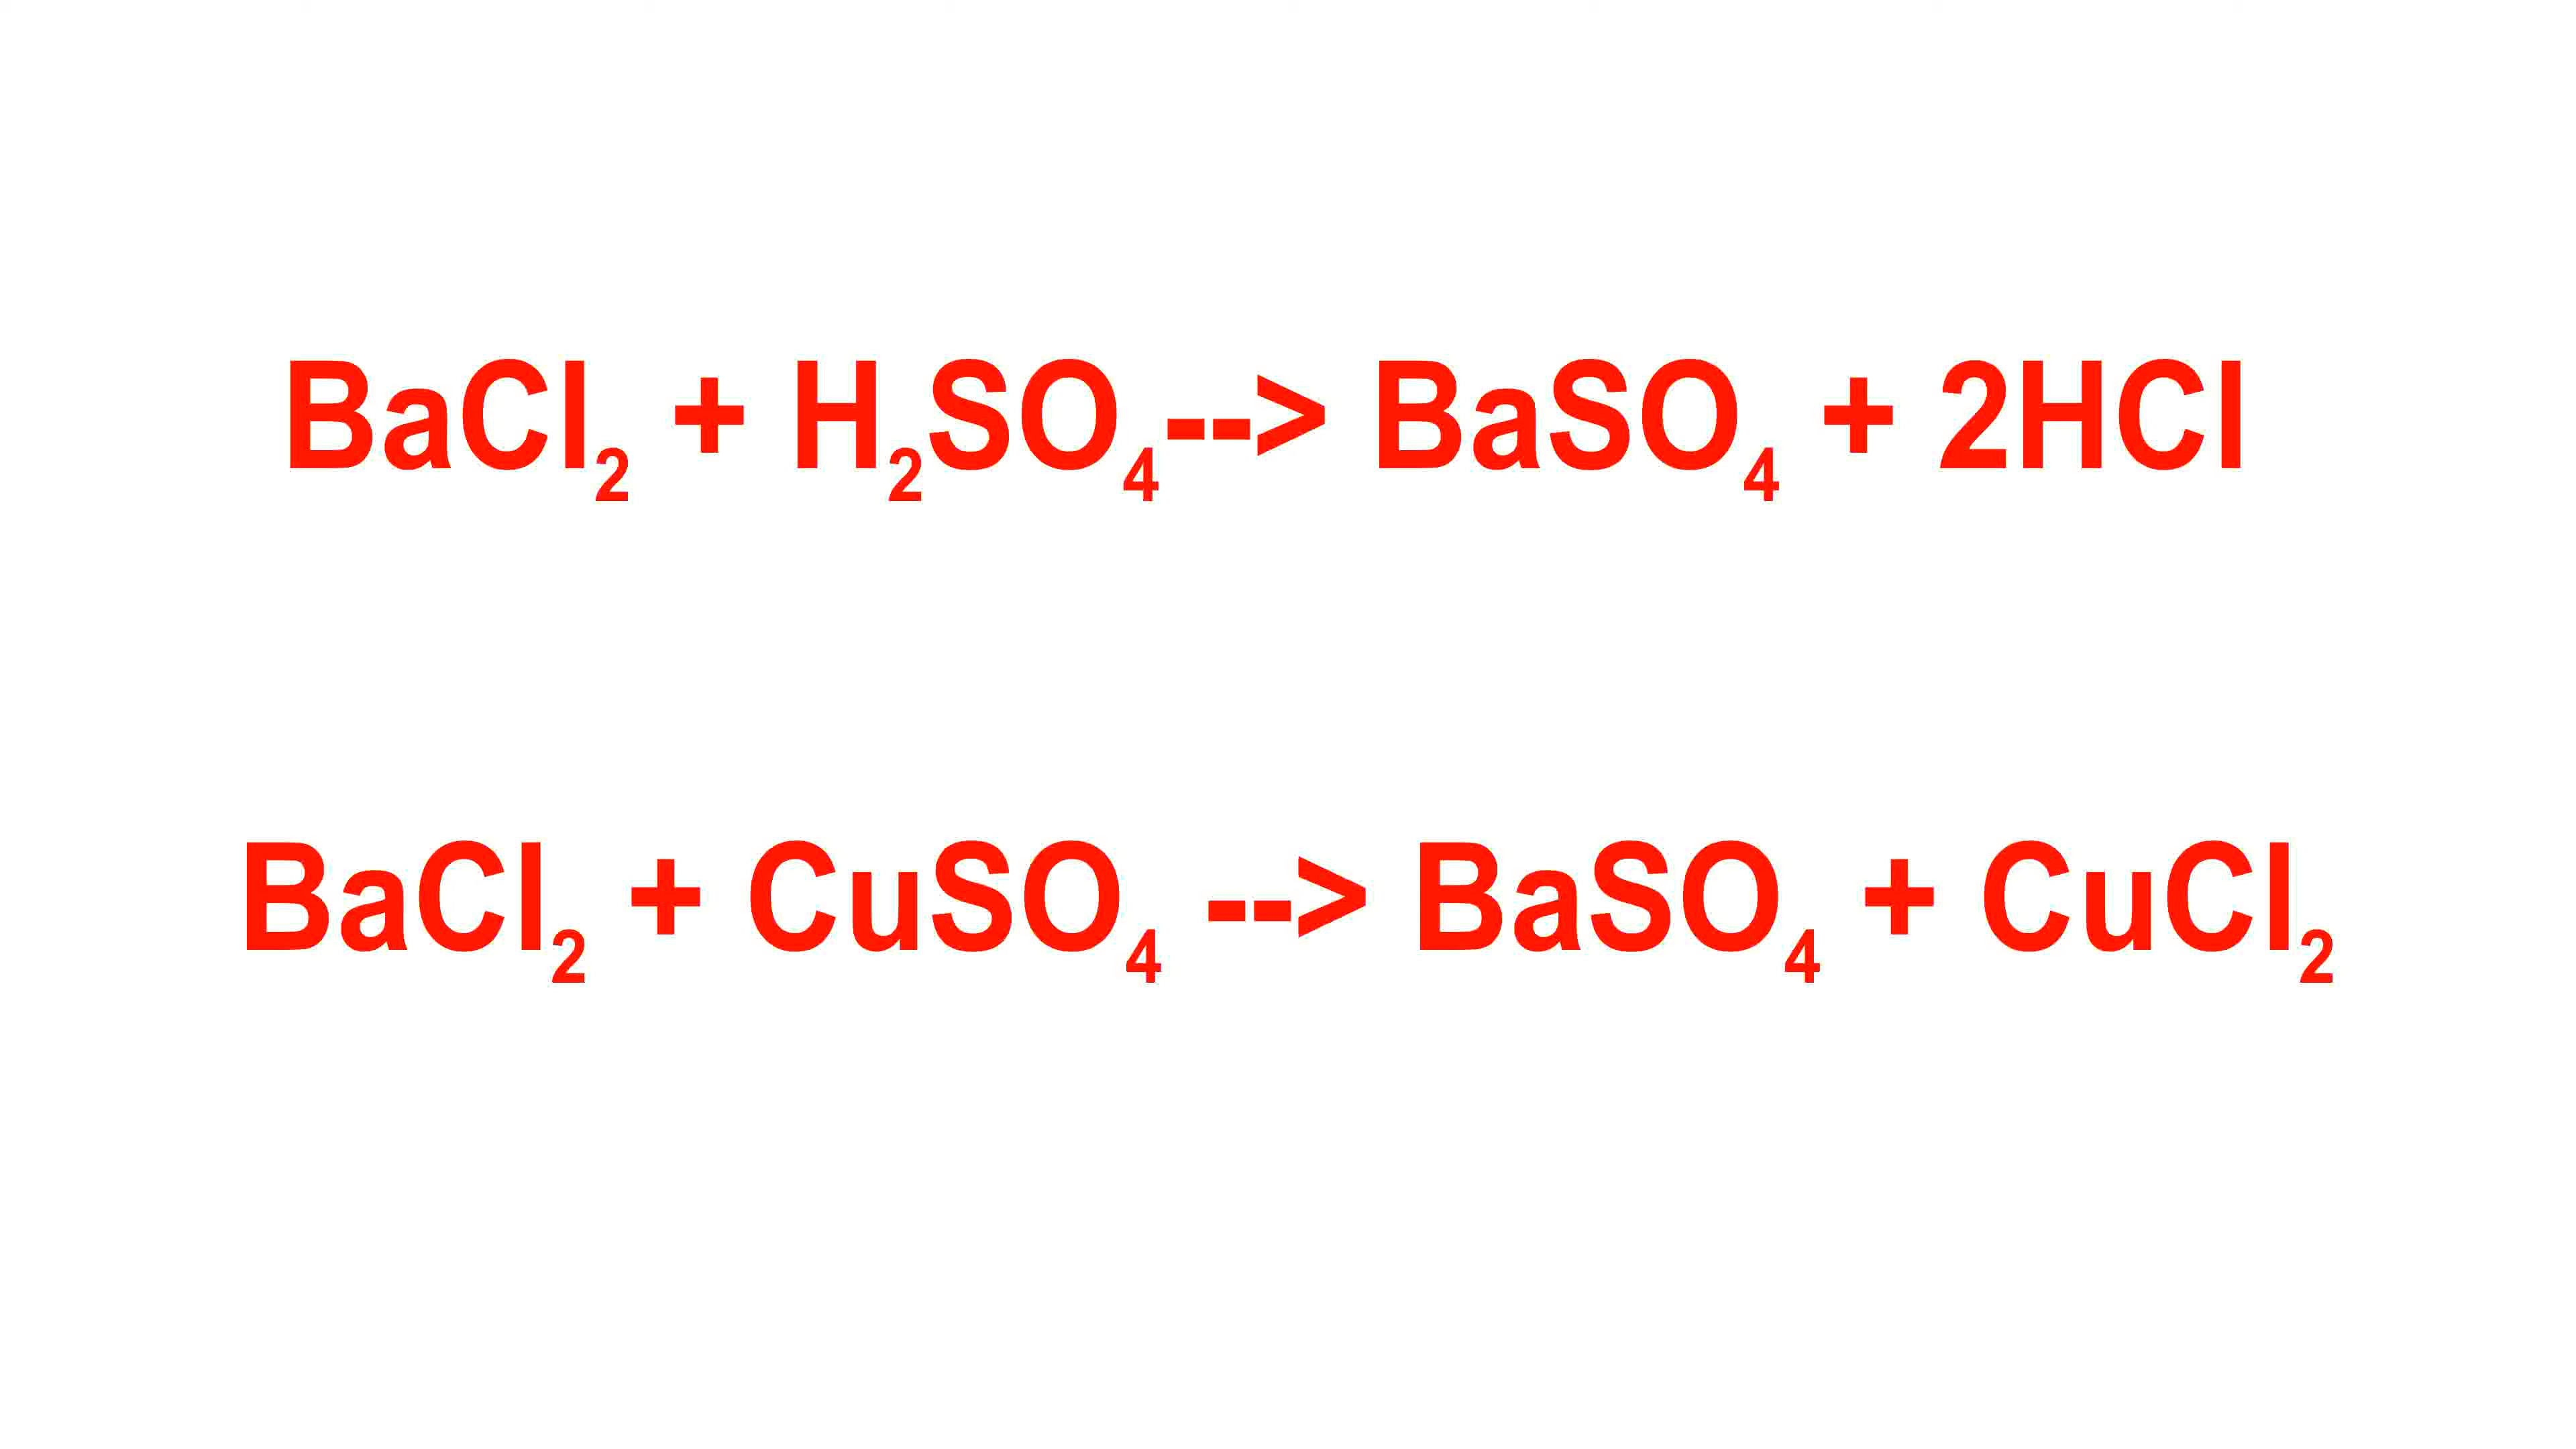 BaCl₂ + H₂SO₄--> BaSO₄ + 2HCl
BaCl₂ + CuSO₄ --> BaSO₄ + CuCl₂